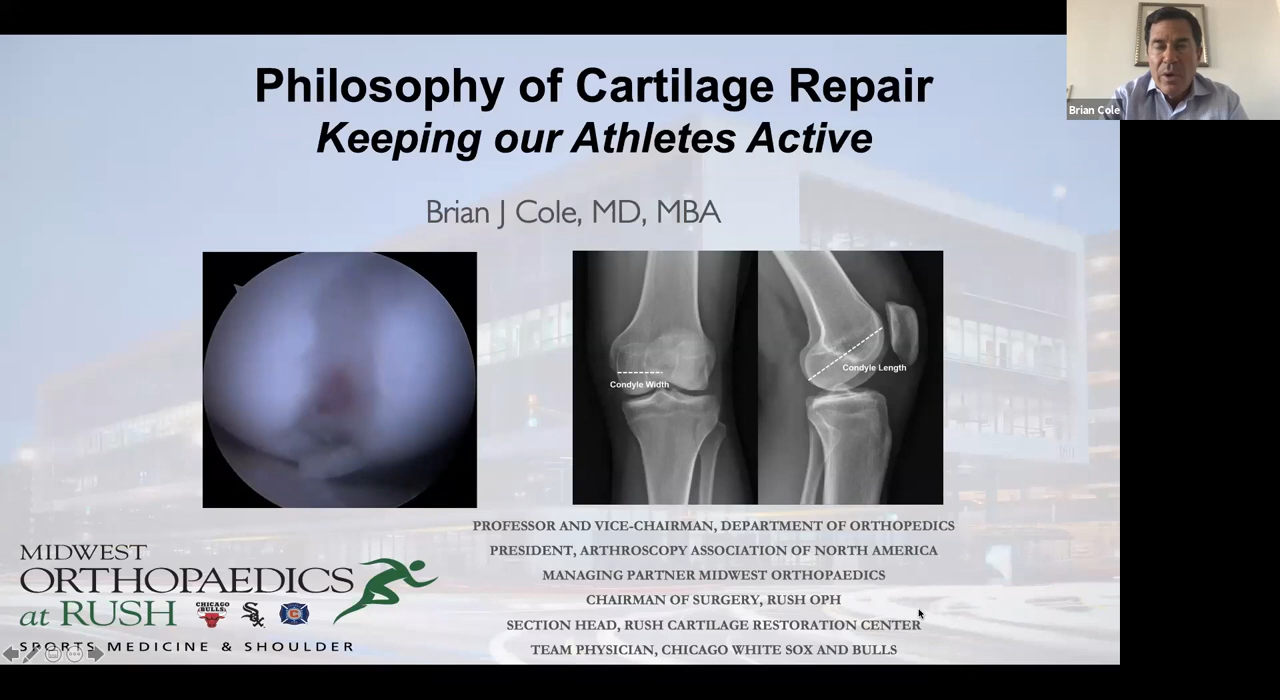 Philosophy of Cartilage Repair
Keeping our Athletes Active
Brian Cole
Brian J Cole, MD, MBA
Condyle Width
Condyle Length
PROFESSOR AND VICE-CHAIRMAN, DEPARTMENT OF ORTHOPEDICS
PRESIDENT, ARTHROSCOPY ASSOCIATION OF NORTH AMERICA
MANAGING PARTNER MIDWEST ORTHOPAEDICS
CHAIRMAN OF SURGERY, RUSH OPH
SECTION HEAD, RUSH CARTILAGE RESTORATION CENTER
TEAM PHYSICIAN, CHICAGO WHITE SOX AND BULLS
MIDWEST
ORTHOPAEDICS
at RUSH
CHICAGO
BULLS
Sox
C
SPORTS MEDICINE & SHOULDER